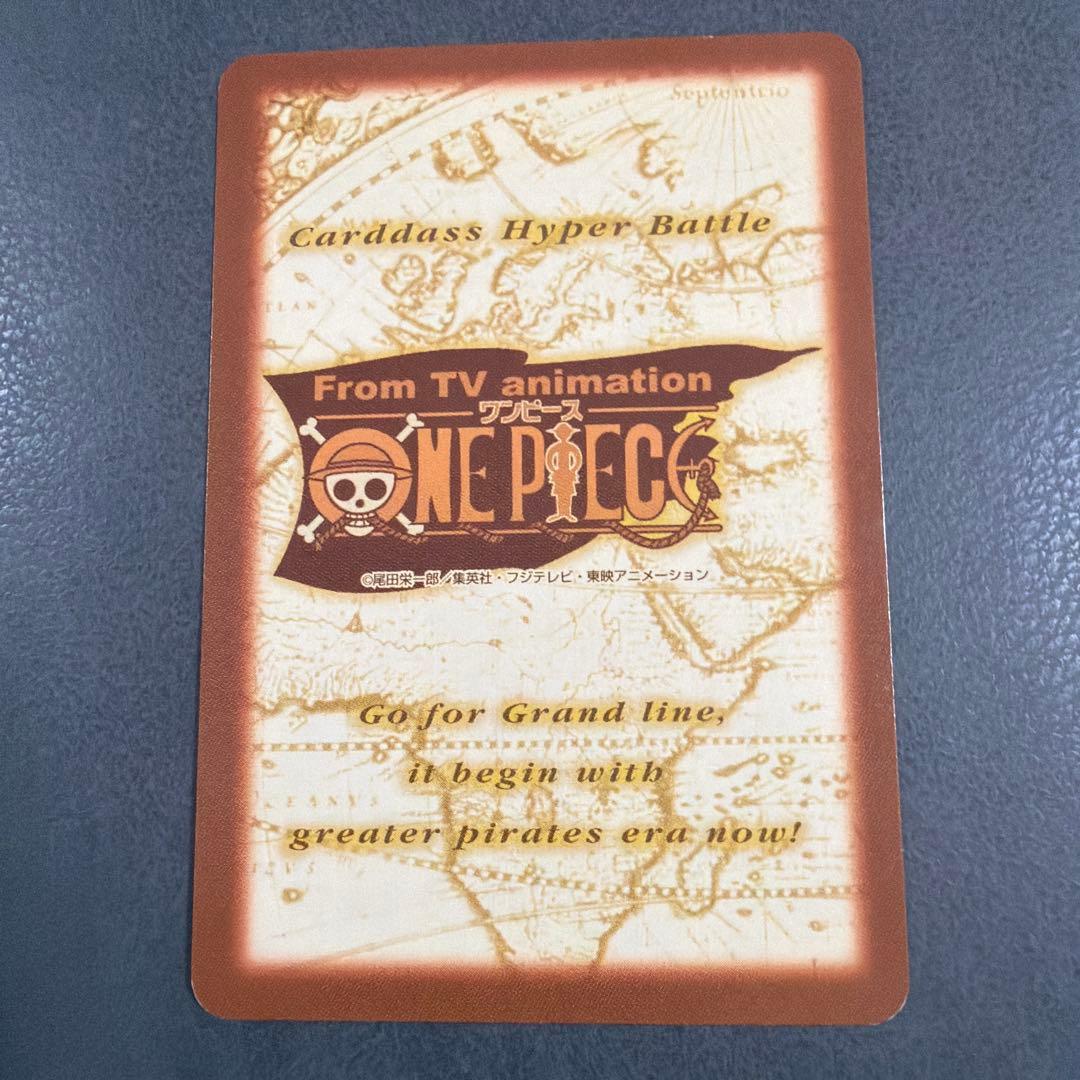 Septentrio
Carddass Hyper Battle
From TV animation
ワンピース
ONE PIECE
©尾田栄一郎/集英社・フジテレビ・東映アニメーション
Go for Grand line,
it begin with
greater pirates era now!